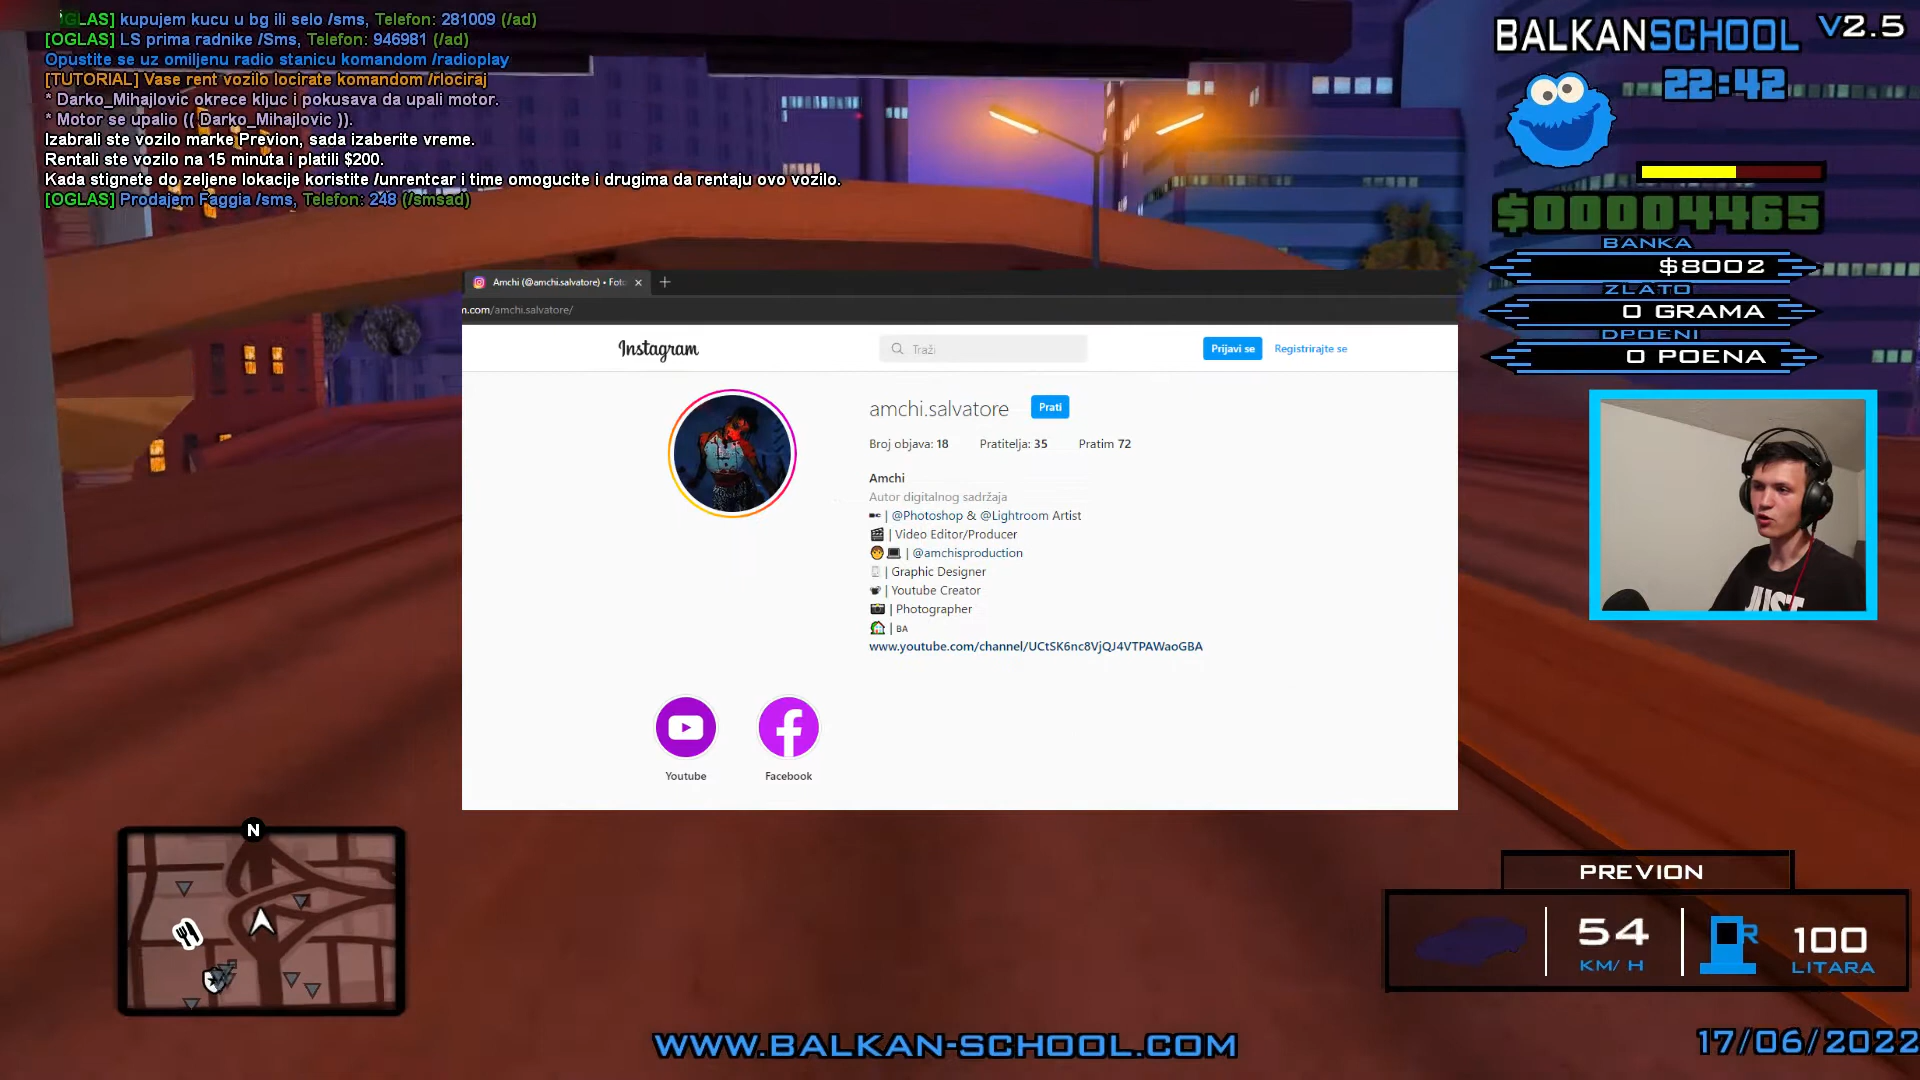 OGLAS] kupujem kucu u bg ili selo /sms, Telefon: 281009 (/ad)
[OGLAS] LS prima radnike /Sms, Telefon: 946981 (/ad)
Opustite se uz omiljenu radio stanicu komandom /radioplay
[TUTORIAL] Vase rent vozilo locirate komandom /rlociraj
* Darko_Mihajlovic okrece kljuc i pokusava da upali motor.
* Motor se upalio (( Darko_Mihajlovic )).
Izabrali ste vozilo marke Previon, sada izaberite vreme.
Rentali ste vozilo na 15 minuta i platili $200.
Kada stignete do zeljene lokacije koristite /unrentcar i time omogucite i drugima da rentaju ovo vozilo.
[OGLAS] Prodajem Faggia /sms, Telefon: 248 (/smsad)
BALKANSCHOOL V2.5
22:42
$00004465
BANKA
$8002
ZLATO
0 GRAMA
DPOENI
0 POENA
Amchi (@amchi.salvatore) • Foto
m.com/amchi.salvatore/
Instagram
Traži
Prijavi se
Registrirajte se
amchi.salvatore
Prati
Broj objava: 18 Pratitelja: 35 Pratim 72
Amchi
Autor digitalnog sadržaja
| @Photoshop & @Lightroom Artist
| Video Editor/Producer
| @amchisproduction
| Graphic Designer
| Youtube Creator
| Photographer
| BA
www.youtube.com/channel/UCtSK6nc8VjQJ4VTPAWaoGBA
Youtube
Facebook
JUST
N
PREVION
54
KM/H
R
100
LITARA
WWW.BALKAN-SCHOOL.COM
17/06/2022